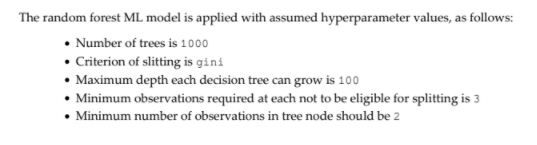 The random forest ML model is applied with assumed hyperparameter values, as follows:
• Number of trees is 1000
• Criterion of slitting is gini
• Maximum depth each decision tree can grow is 100
• Minimum observations required at each not to be eligible for splitting is 3
• Minimum number of observations in tree node should be 2